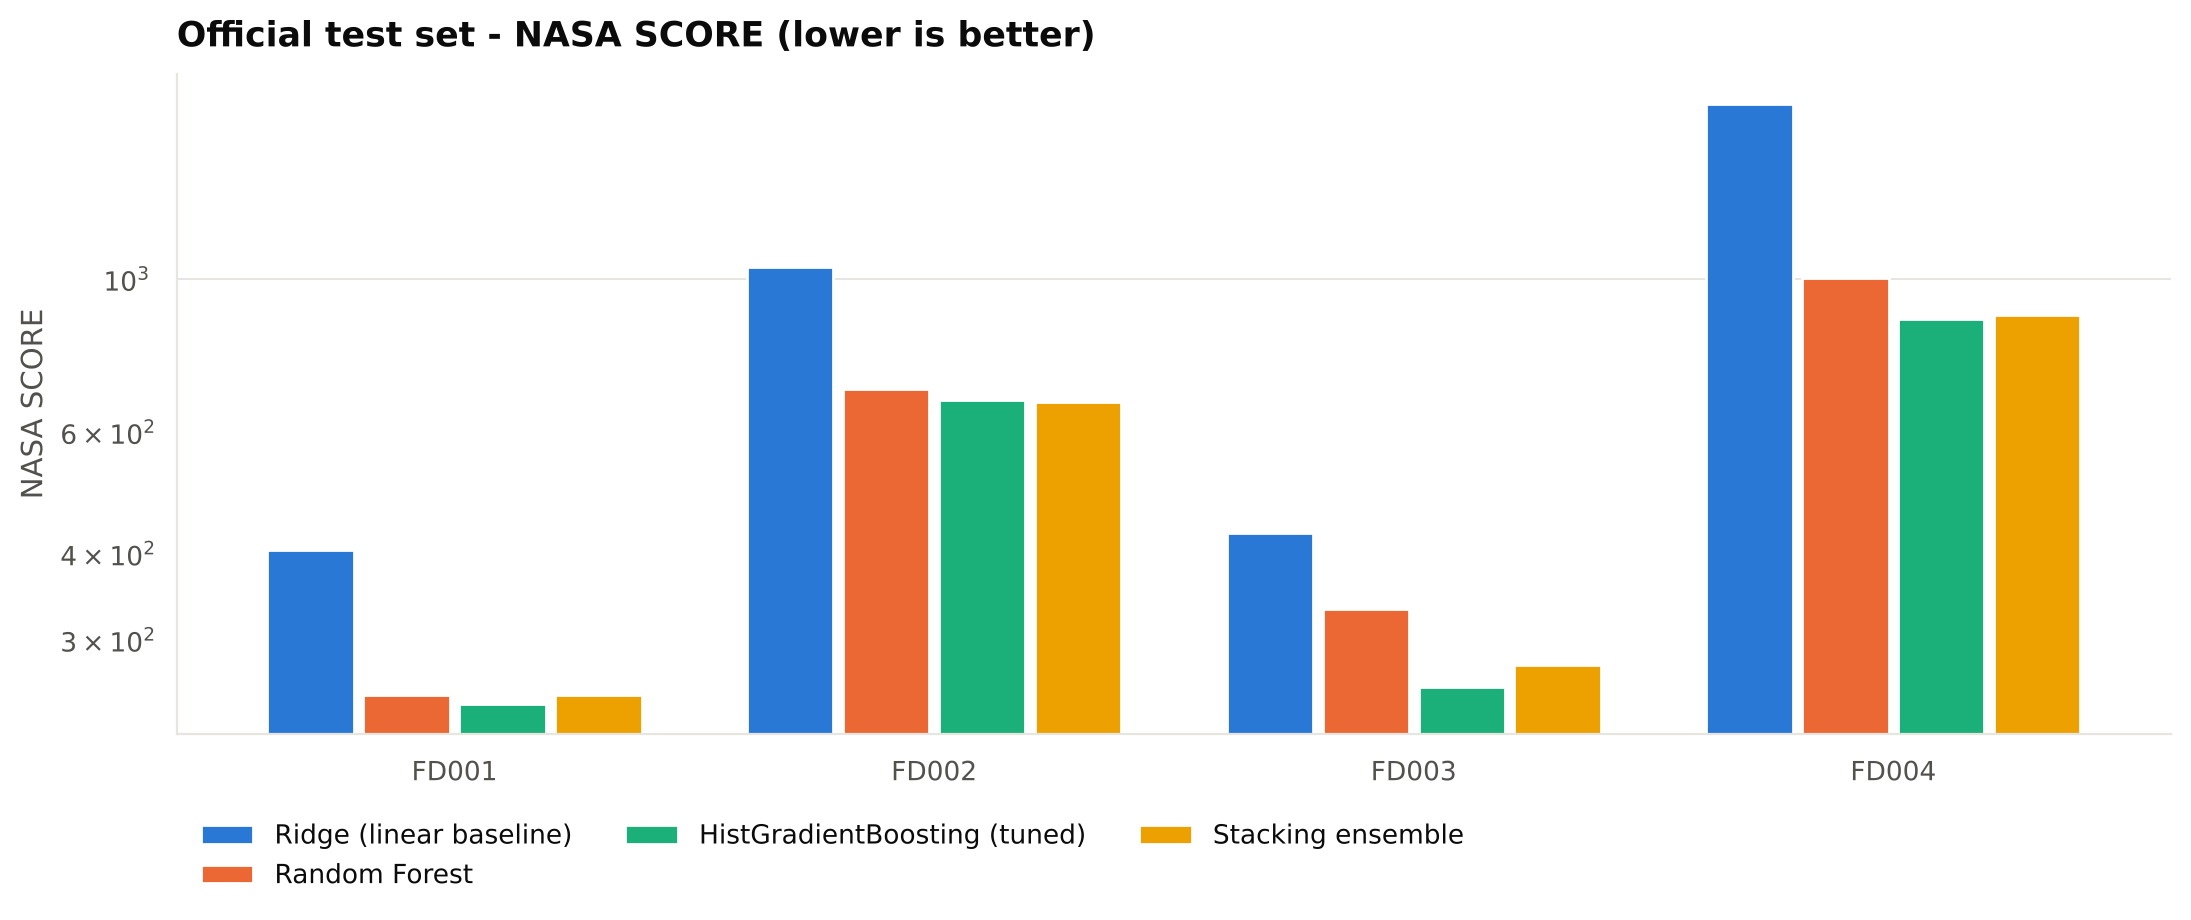 Official test set - NASA SCORE (lower is better)
NASA SCORE
10³
6 × 10²
4 × 10²
3 × 10²
FD001 FD002 FD003 FD004
Ridge (linear baseline) HistGradientBoosting (tuned) Stacking ensemble
Random Forest